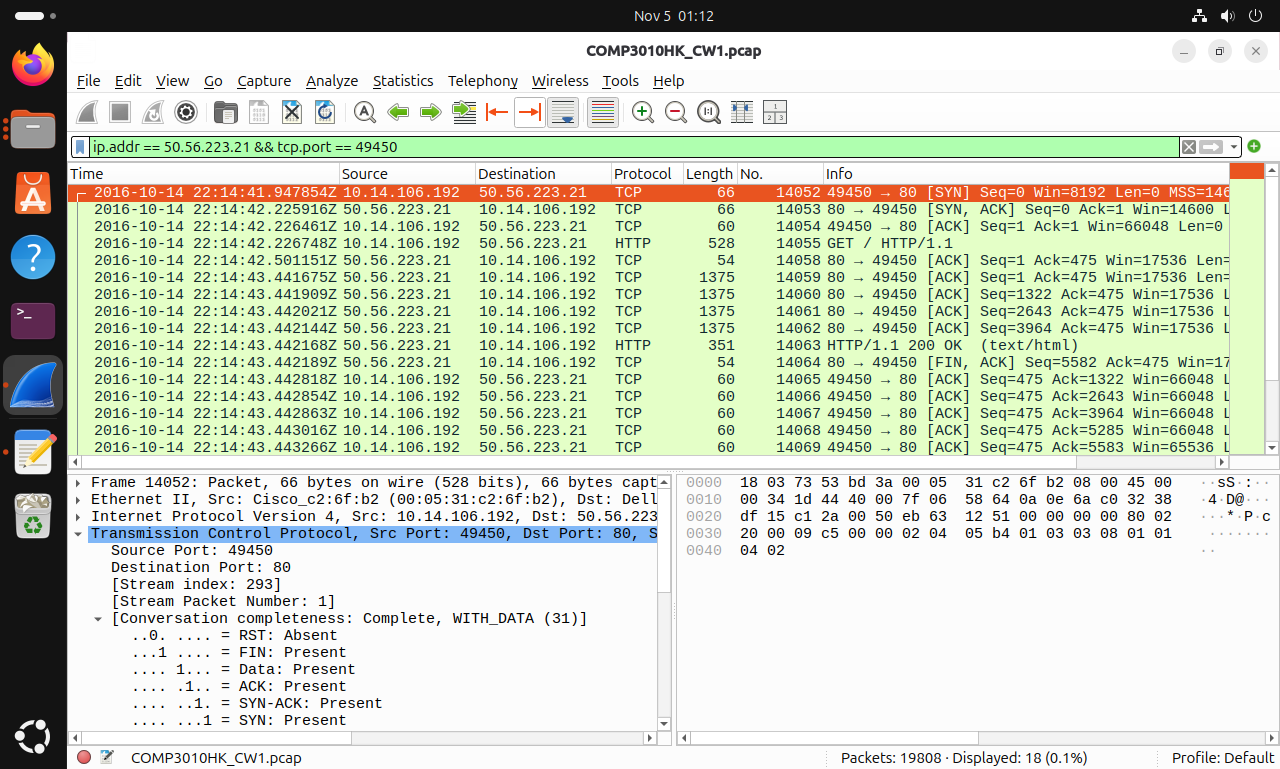 Nov 5 01:12
COMP3010HK_CW1.pcap
File Edit View Go Capture Analyze Statistics Telephony Wireless Tools Help
ip.addr == 50.56.223.21 && tcp.port == 49450
Time Source Destination Protocol Length No. Info
2016-10-14 22:14:41.947854Z 10.14.106.192 50.56.223.21 TCP 66 14052 49450 → 80 [SYN] Seq=0 Win=8192 Len=0 MSS=146
2016-10-14 22:14:42.225916Z 50.56.223.21 10.14.106.192 TCP 66 14053 80 → 49450 [SYN, ACK] Seq=0 Ack=1 Win=14600 L
2016-10-14 22:14:42.226461Z 10.14.106.192 50.56.223.21 TCP 60 14054 49450 → 80 [ACK] Seq=1 Ack=1 Win=66048 Len=0
2016-10-14 22:14:42.226748Z 10.14.106.192 50.56.223.21 HTTP 528 14055 GET / HTTP/1.1
2016-10-14 22:14:42.501151Z 50.56.223.21 10.14.106.192 TCP 54 14058 80 → 49450 [ACK] Seq=1 Ack=475 Win=17536 Len=
2016-10-14 22:14:43.441675Z 50.56.223.21 10.14.106.192 TCP 1375 14059 80 → 49450 [ACK] Seq=1 Ack=475 Win=17536 Len=
2016-10-14 22:14:43.441909Z 50.56.223.21 10.14.106.192 TCP 1375 14060 80 → 49450 [ACK] Seq=1322 Ack=475 Win=17536 L
2016-10-14 22:14:43.442021Z 50.56.223.21 10.14.106.192 TCP 1375 14061 80 → 49450 [ACK] Seq=2643 Ack=475 Win=17536 L
2016-10-14 22:14:43.442144Z 50.56.223.21 10.14.106.192 TCP 1375 14062 80 → 49450 [ACK] Seq=3964 Ack=475 Win=17536 L
2016-10-14 22:14:43.442168Z 50.56.223.21 10.14.106.192 HTTP 351 14063 HTTP/1.1 200 OK (text/html)
2016-10-14 22:14:43.442189Z 50.56.223.21 10.14.106.192 TCP 54 14064 80 → 49450 [FIN, ACK] Seq=5582 Ack=475 Win=17
2016-10-14 22:14:43.442818Z 10.14.106.192 50.56.223.21 TCP 60 14065 49450 → 80 [ACK] Seq=475 Ack=1322 Win=66048 L
2016-10-14 22:14:43.442854Z 10.14.106.192 50.56.223.21 TCP 60 14066 49450 → 80 [ACK] Seq=475 Ack=2643 Win=66048 L
2016-10-14 22:14:43.442863Z 10.14.106.192 50.56.223.21 TCP 60 14067 49450 → 80 [ACK] Seq=475 Ack=3964 Win=66048 L
2016-10-14 22:14:43.443016Z 10.14.106.192 50.56.223.21 TCP 60 14068 49450 → 80 [ACK] Seq=475 Ack=5285 Win=66048 L
2016-10-14 22:14:43.443266Z 10.14.106.192 50.56.223.21 TCP 60 14069 49450 → 80 [ACK] Seq=475 Ack=5583 Win=65536 L
Frame 14052: Packet, 66 bytes on wire (528 bits), 66 bytes capt
Ethernet II, Src: Cisco_c2:6f:b2 (00:05:31:c2:6f:b2), Dst: Dell
Internet Protocol Version 4, Src: 10.14.106.192, Dst: 50.56.223
Transmission Control Protocol, Src Port: 49450, Dst Port: 80, S
Source Port: 49450
Destination Port: 80
[Stream index: 293]
[Stream Packet Number: 1]
[Conversation completeness: Complete, WITH_DATA (31)]
..0. .... = RST: Absent
...1 .... = FIN: Present
.... 1... = Data: Present
.... .1.. = ACK: Present
.... ..1. = SYN-ACK: Present
.... ...1 = SYN: Present
0000 18 03 73 53 bd 3a 00 05 31 c2 6f b2 08 00 45 00 ··sS·:··
0010 00 34 1d 44 40 00 7f 06 58 64 0a 0e 6a c0 32 38 ·4·D@···
0020 df 15 c1 2a 00 50 eb 63 12 51 00 00 00 00 80 02 ···*·P·c
0030 20 00 09 c5 00 00 02 04 05 b4 01 03 03 08 01 01 ·······
0040 04 02 ··
COMP3010HK_CW1.pcap
Packets: 19808 · Displayed: 18 (0.1%)
Profile: Default